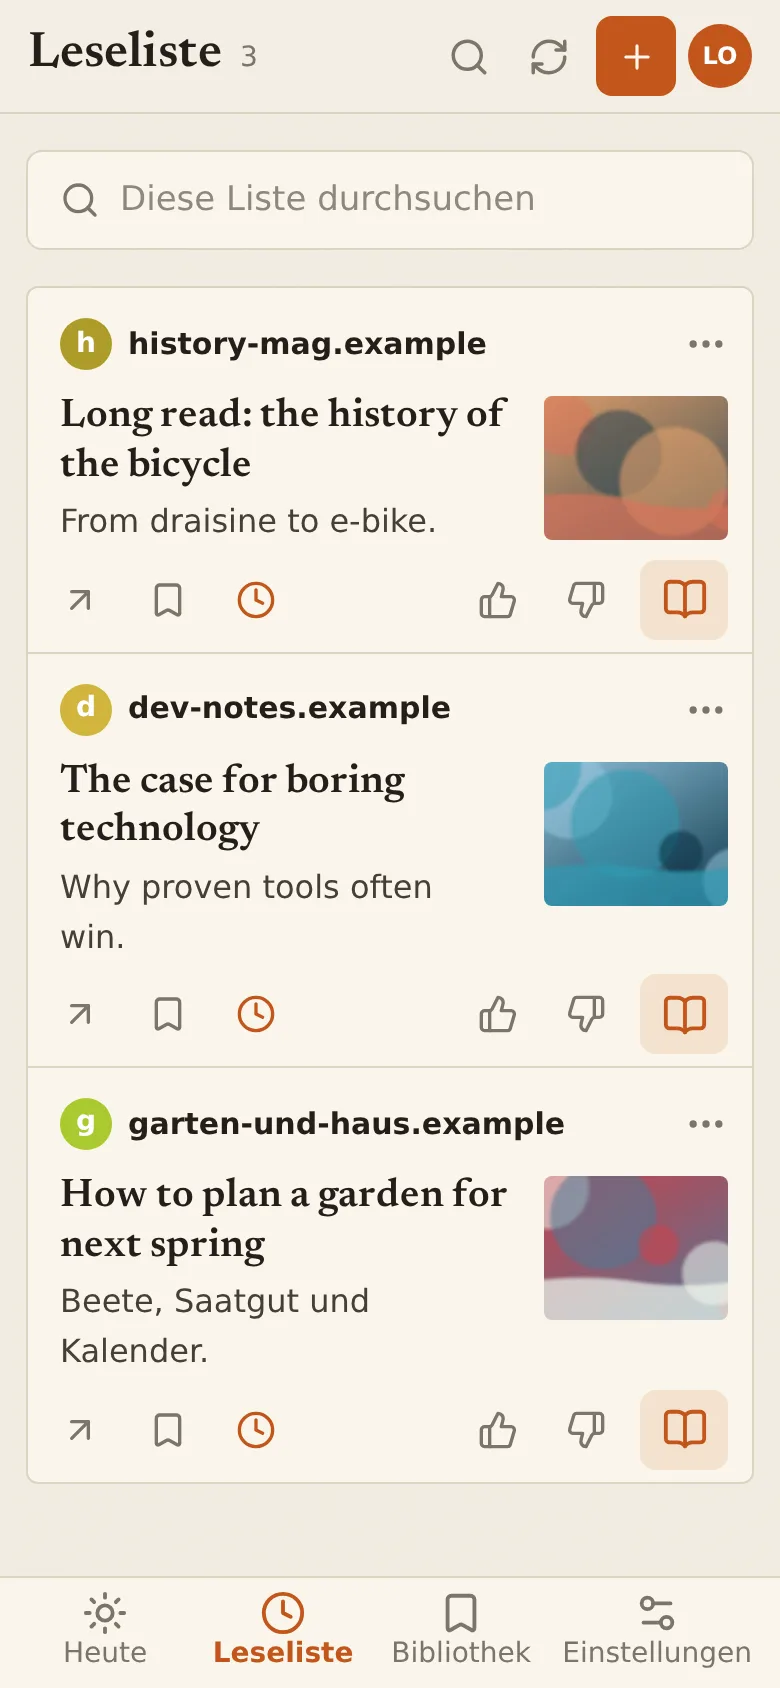 Leseliste 3
LO
Diese Liste durchsuchen
h history-mag.example
Long read: the history of
the bicycle
From draisine to e-bike.
d dev-notes.example
The case for boring
technology
Why proven tools often
win.
g garten-und-haus.example
How to plan a garden for
next spring
Beete, Saatgut und
Kalender.
Heute Leseliste Bibliothek Einstellungen